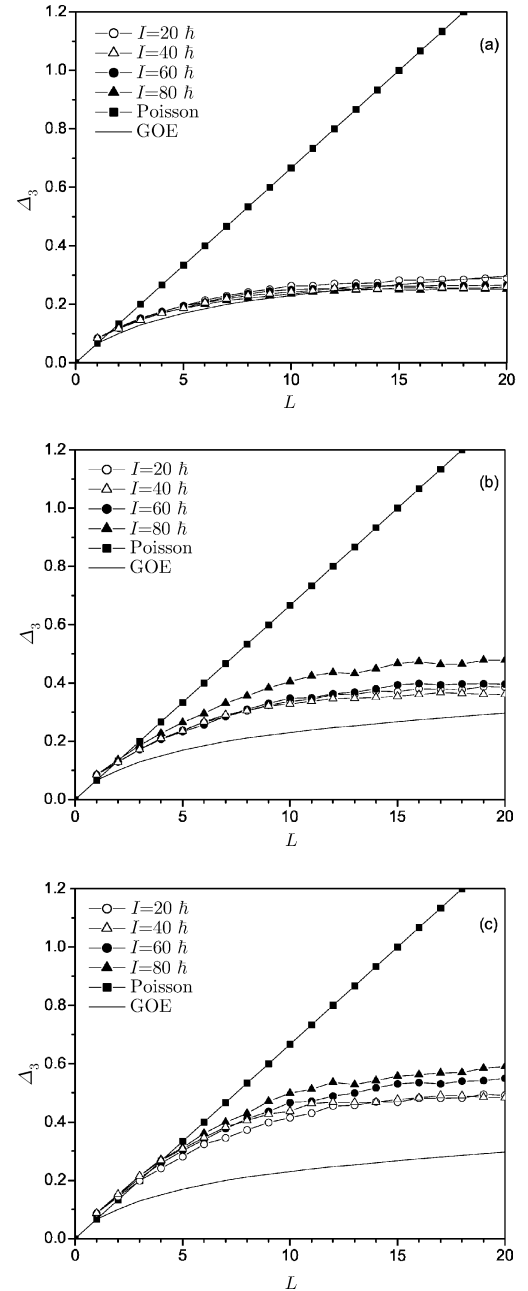 1.2
1.0
0.8
0.6
0.4
0.2
0.0
Δ₃
I=20 ħ
I=40 ħ
I=60 ħ
I=80 ħ
Poisson
GOE
(a)
0 5 10 15 20
L
1.2
1.0
0.8
0.6
0.4
0.2
0.0
Δ₃
I=20 ħ
I=40 ħ
I=60 ħ
I=80 ħ
Poisson
GOE
(b)
0 5 10 15 20
L
1.2
1.0
0.8
0.6
0.4
0.2
0.0
Δ₃
I=20 ħ
I=40 ħ
I=60 ħ
I=80 ħ
Poisson
GOE
(c)
0 5 10 15 20
L